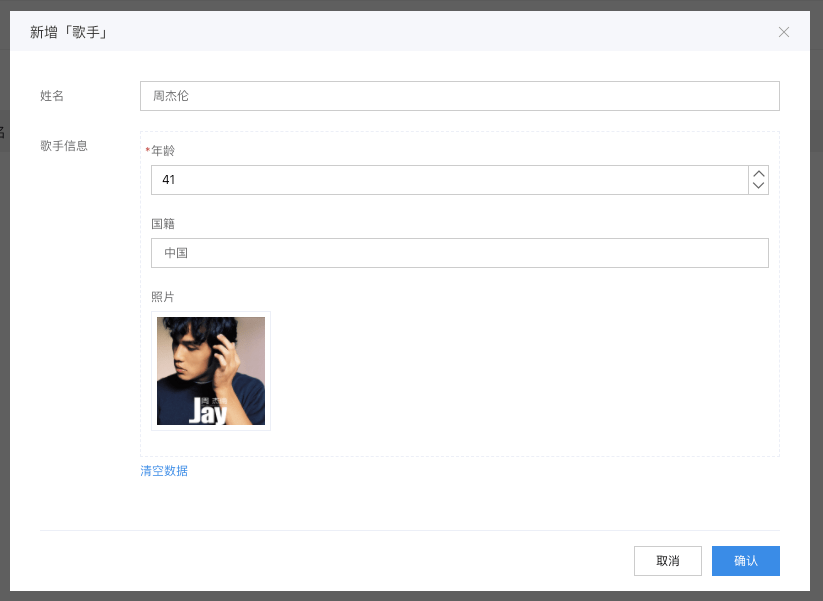 新增「歌手」
姓名
周杰伦
歌手信息
*年龄
41
国籍
中国
照片
周 杰 倫
Jay
清空数据
取消
确认